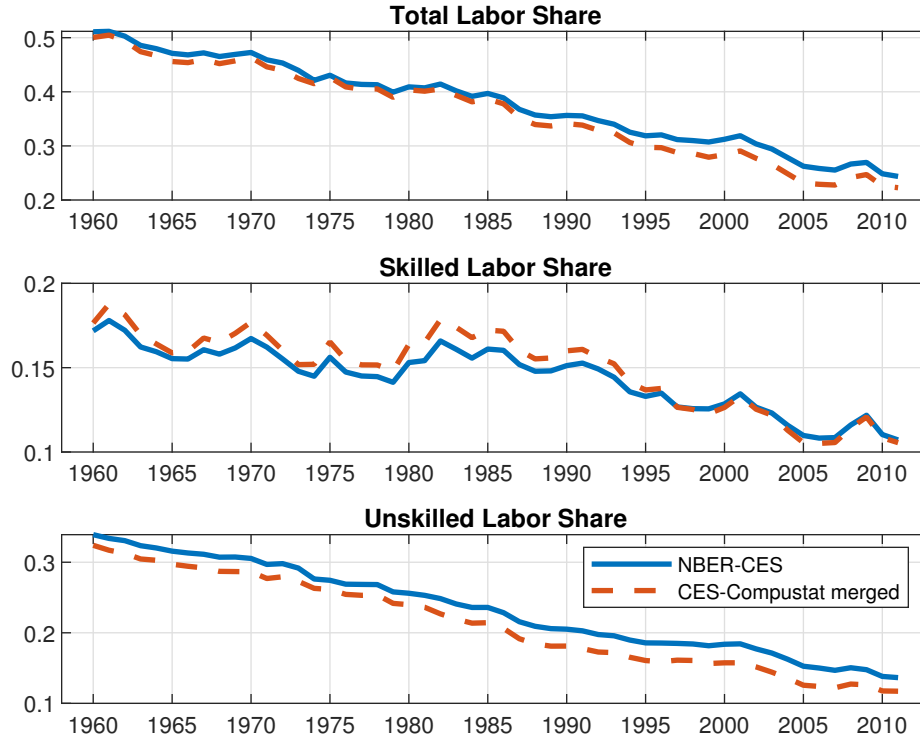 Total Labor Share
0.5
0.4
0.3
0.2
1960 1965 1970 1975 1980 1985 1990 1995 2000 2005 2010
Skilled Labor Share
0.2
0.15
0.1
1960 1965 1970 1975 1980 1985 1990 1995 2000 2005 2010
Unskilled Labor Share
0.3
NBER-CES
CES-Compustat merged
0.2
0.1
1960 1965 1970 1975 1980 1985 1990 1995 2000 2005 2010